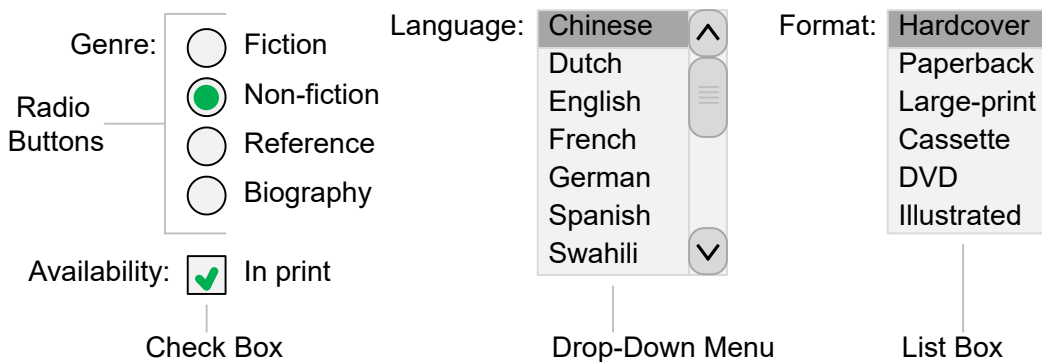 Genre:
Fiction
Non-fiction
Reference
Biography
Radio
Buttons
Availability:
In print
Check Box
Language:
Chinese
Dutch
English
French
German
Spanish
Swahili
Drop-Down Menu
Format:
Hardcover
Paperback
Large-print
Cassette
DVD
Illustrated
List Box